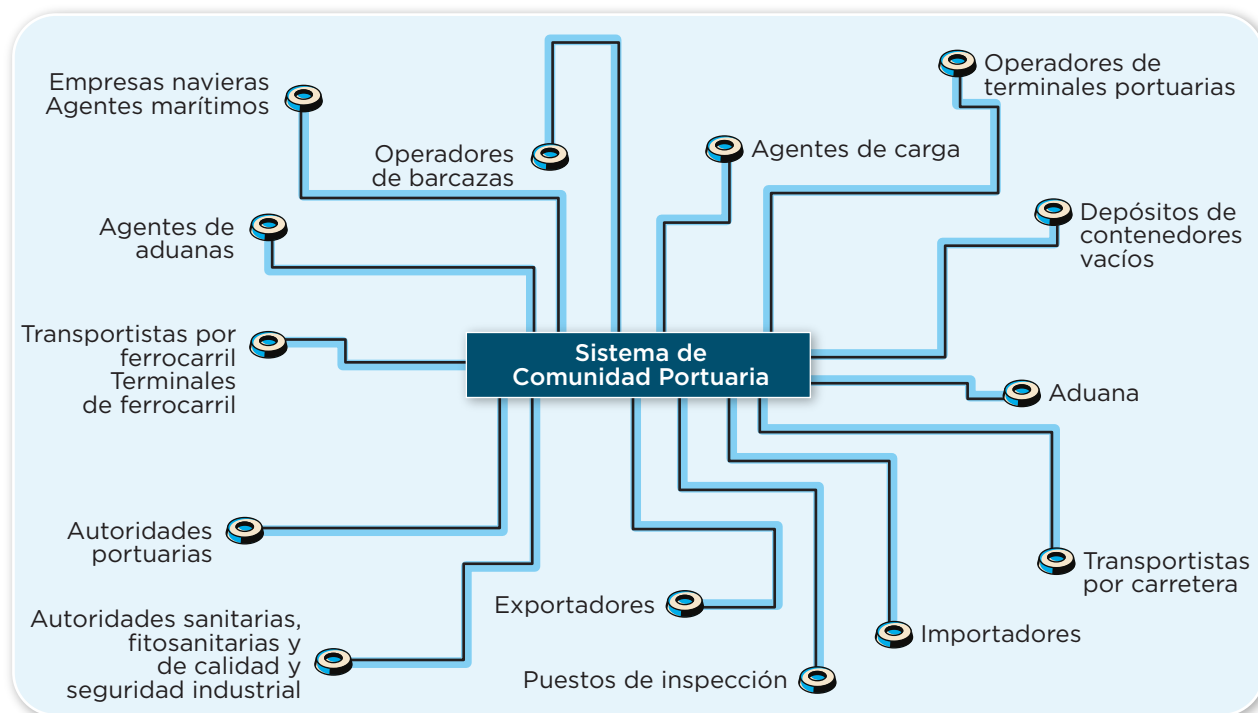 Empresas navieras
Agentes marítimos
Operadores
de barcazas
Agentes de carga
Operadores de
terminales portuarias
Agentes de
aduanas
Depósitos de
contenedores
vacíos
Transportistas por
ferrocarril
Terminales
de ferrocarril
Sistema de
Comunidad Portuaria
Aduana
Autoridades
portuarias
Transportistas
por carretera
Autoridades sanitarias,
fitosanitarias y
de calidad y
seguridad industrial
Exportadores
Importadores
Puestos de inspección